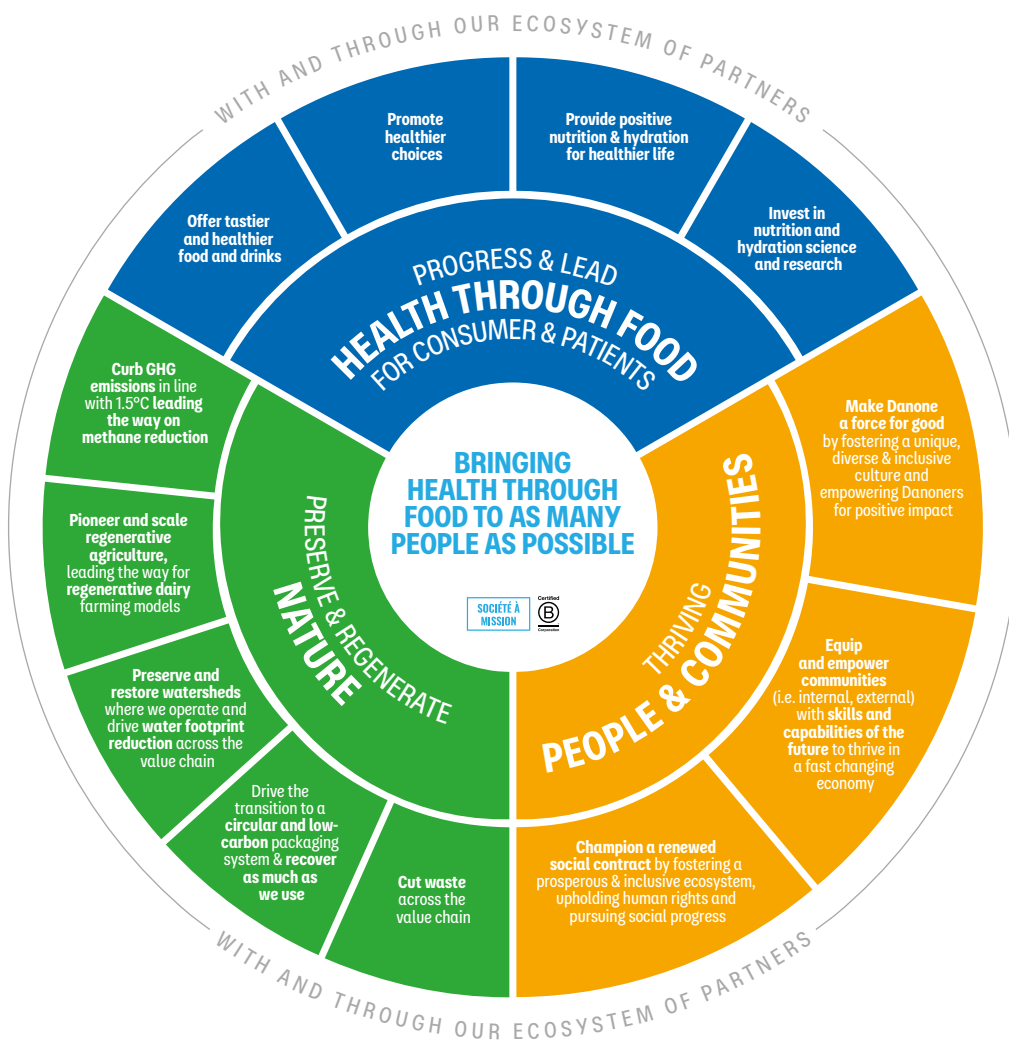 WITH AND THROUGH OUR ECOSYSTEM OF PARTNERS
Promote
healthier
choices
Provide positive
nutrition & hydration
for healthier life
Offer tastier
and healthier
food and drinks
Invest in
nutrition and
hydration science
and research
PROGRESS & LEAD
HEALTH THROUGH FOOD
FOR CONSUMER & PATIENTS
Curb GHG
emissions in line
with 1.5°C leading
the way on
methane reduction
Pioneer and scale
regenerative
agriculture,
leading the way for
regenerative dairy
farming models
Preserve and
restore watersheds
where we operate and
drive water footprint
reduction across the
value chain
Drive the
transition to a
circular and low-
carbon packaging
system & recover
as much as
we use
Cut waste
across the
value chain
PRESERVE & REGENERATE
NATURE
BRINGING
HEALTH THROUGH
FOOD TO AS MANY
PEOPLE AS POSSIBLE
SOCIÉTÉ À
MISSION
Certified
B
Corporation
THRIVING
PEOPLE & COMMUNITIES
Make Danone
a force for good
by fostering a unique,
diverse & inclusive
culture and
empowering Danoners
for positive impact
Equip
and empower
communities
(i.e. internal, external)
with skills and
capabilities of the
future to thrive in
a fast changing
economy
Champion a renewed
social contract by fostering a
prosperous & inclusive ecosystem,
upholding human rights and
pursuing social progress
WITH AND THROUGH OUR ECOSYSTEM OF PARTNERS